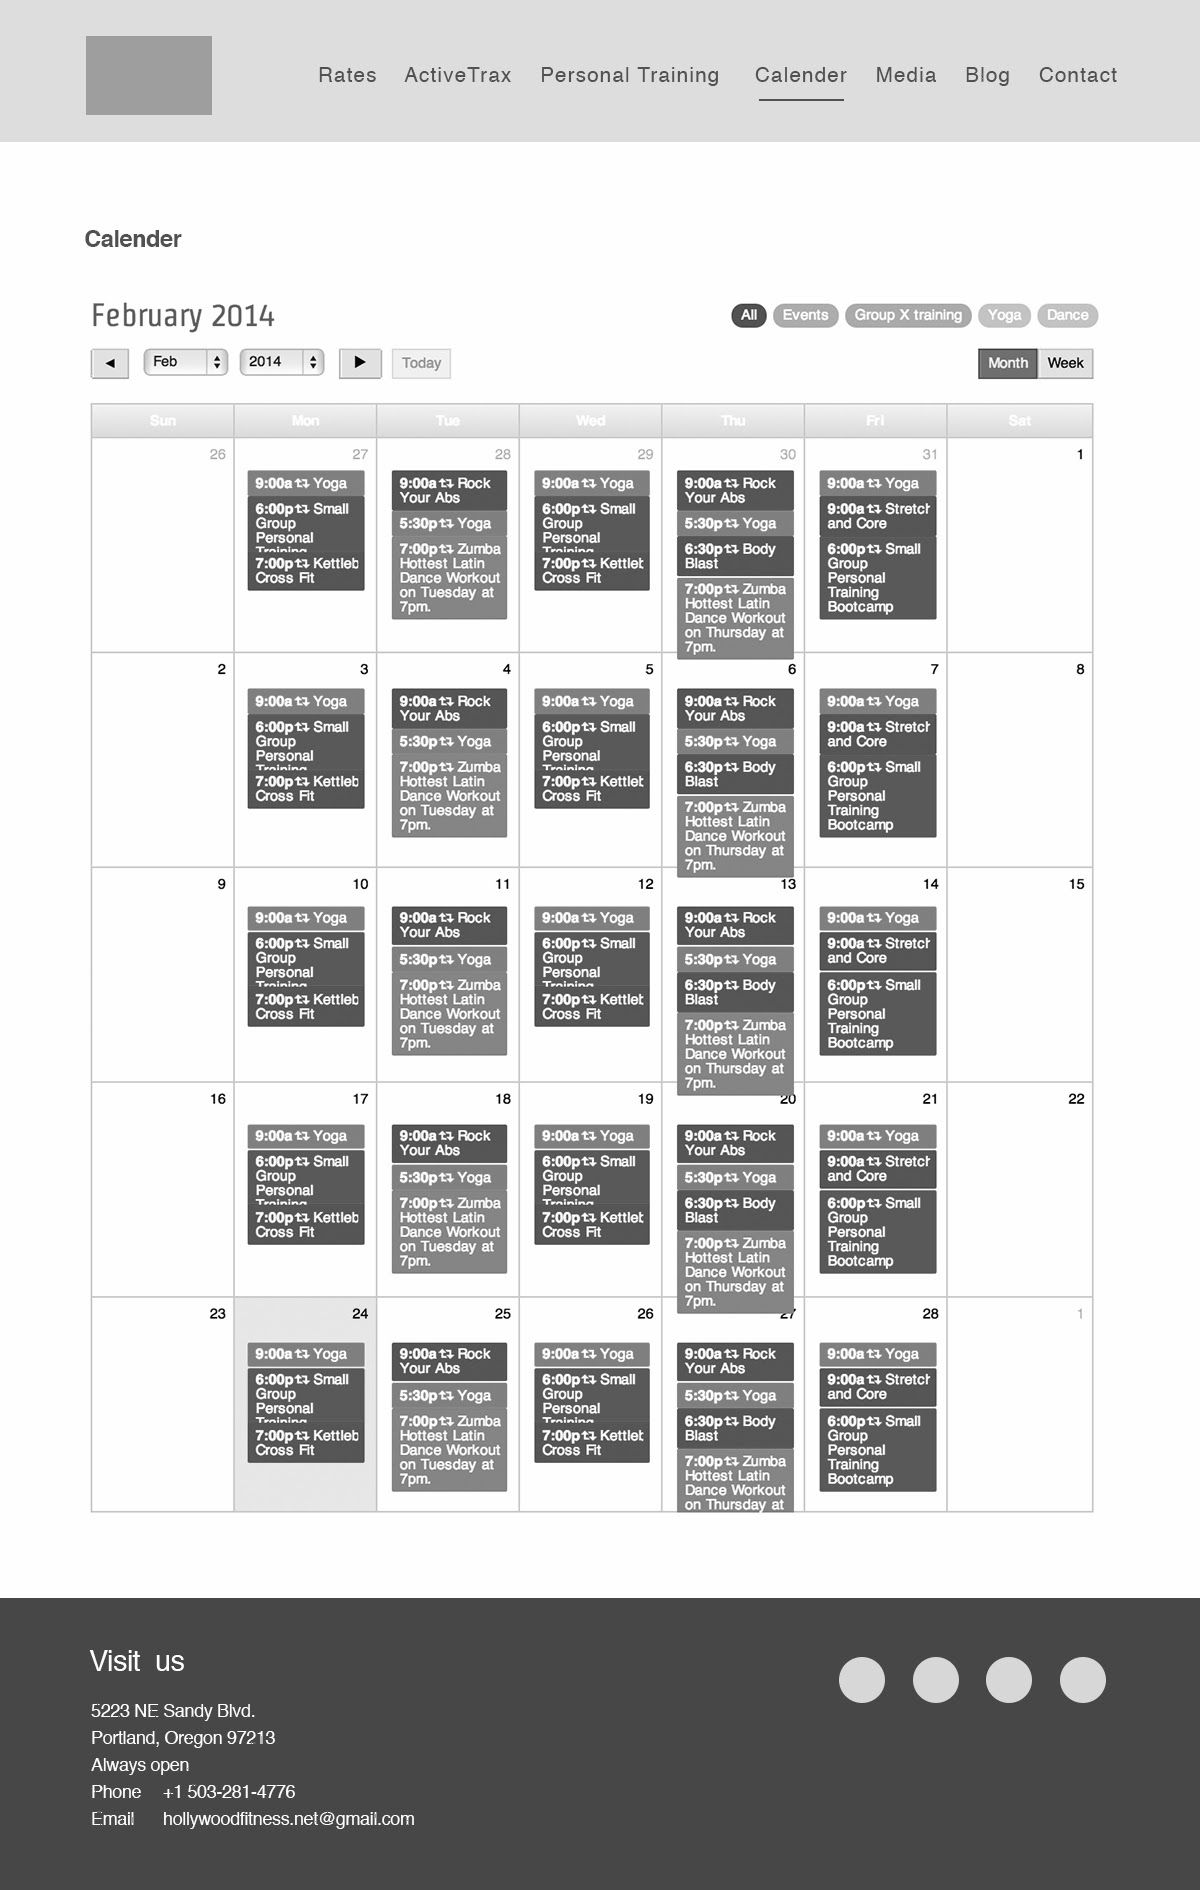 Rates ActiveTrax Personal Training Calender Media Blog Contact
Calender
February 2014
All Events Group X training Yoga Dance
◄ Feb 2014 ► Today
Month Week
Sun Mon Tue Wed Thu Fri Sat
26
27
9:00a Yoga
6:00p Small
Group
Personal
Training
7:00p Kettleb
Cross Fit
28
9:00a Rock
Your Abs
5:30p Yoga
7:00p Zumba
Hottest Latin
Dance Workout
on Tuesday at
7pm.
29
9:00a Yoga
6:00p Small
Group
Personal
Training
7:00p Kettleb
Cross Fit
30
9:00a Rock
Your Abs
5:30p Yoga
6:30p Body
Blast
7:00p Zumba
Hottest Latin
Dance Workout
on Thursday at
7pm.
31
9:00a Yoga
9:00a Stretch
and Core
6:00p Small
Group
Personal
Training
Bootcamp
1
2
3
9:00a Yoga
6:00p Small
Group
Personal
Training
7:00p Kettleb
Cross Fit
4
9:00a Rock
Your Abs
5:30p Yoga
7:00p Zumba
Hottest Latin
Dance Workout
on Tuesday at
7pm.
5
9:00a Yoga
6:00p Small
Group
Personal
Training
7:00p Kettleb
Cross Fit
6
9:00a Rock
Your Abs
5:30p Yoga
6:30p Body
Blast
7:00p Zumba
Hottest Latin
Dance Workout
on Thursday at
7pm.
7
9:00a Yoga
9:00a Stretch
and Core
6:00p Small
Group
Personal
Training
Bootcamp
8
9
10
9:00a Yoga
6:00p Small
Group
Personal
Training
7:00p Kettleb
Cross Fit
11
9:00a Rock
Your Abs
5:30p Yoga
7:00p Zumba
Hottest Latin
Dance Workout
on Tuesday at
7pm.
12
9:00a Yoga
6:00p Small
Group
Personal
Training
7:00p Kettleb
Cross Fit
13
9:00a Rock
Your Abs
5:30p Yoga
6:30p Body
Blast
7:00p Zumba
Hottest Latin
Dance Workout
on Thursday at
7pm.
14
9:00a Yoga
9:00a Stretch
and Core
6:00p Small
Group
Personal
Training
Bootcamp
15
16
17
9:00a Yoga
6:00p Small
Group
Personal
Training
7:00p Kettleb
Cross Fit
18
9:00a Rock
Your Abs
5:30p Yoga
7:00p Zumba
Hottest Latin
Dance Workout
on Tuesday at
7pm.
19
9:00a Yoga
6:00p Small
Group
Personal
Training
7:00p Kettleb
Cross Fit
20
9:00a Rock
Your Abs
5:30p Yoga
6:30p Body
Blast
7:00p Zumba
Hottest Latin
Dance Workout
on Thursday at
7pm.
21
9:00a Yoga
9:00a Stretch
and Core
6:00p Small
Group
Personal
Training
Bootcamp
22
23
24
9:00a Yoga
6:00p Small
Group
Personal
Training
7:00p Kettleb
Cross Fit
25
9:00a Rock
Your Abs
5:30p Yoga
7:00p Zumba
Hottest Latin
Dance Workout
on Tuesday at
7pm.
26
9:00a Yoga
6:00p Small
Group
Personal
Training
7:00p Kettleb
Cross Fit
27
9:00a Rock
Your Abs
5:30p Yoga
6:30p Body
Blast
7:00p Zumba
Hottest Latin
Dance Workout
on Thursday at
28
9:00a Yoga
9:00a Stretch
and Core
6:00p Small
Group
Personal
Training
Bootcamp
1
Visit us
5223 NE Sandy Blvd.
Portland, Oregon 97213
Always open
Phone +1 503-281-4776
Email hollywoodfitness.net@gmail.com